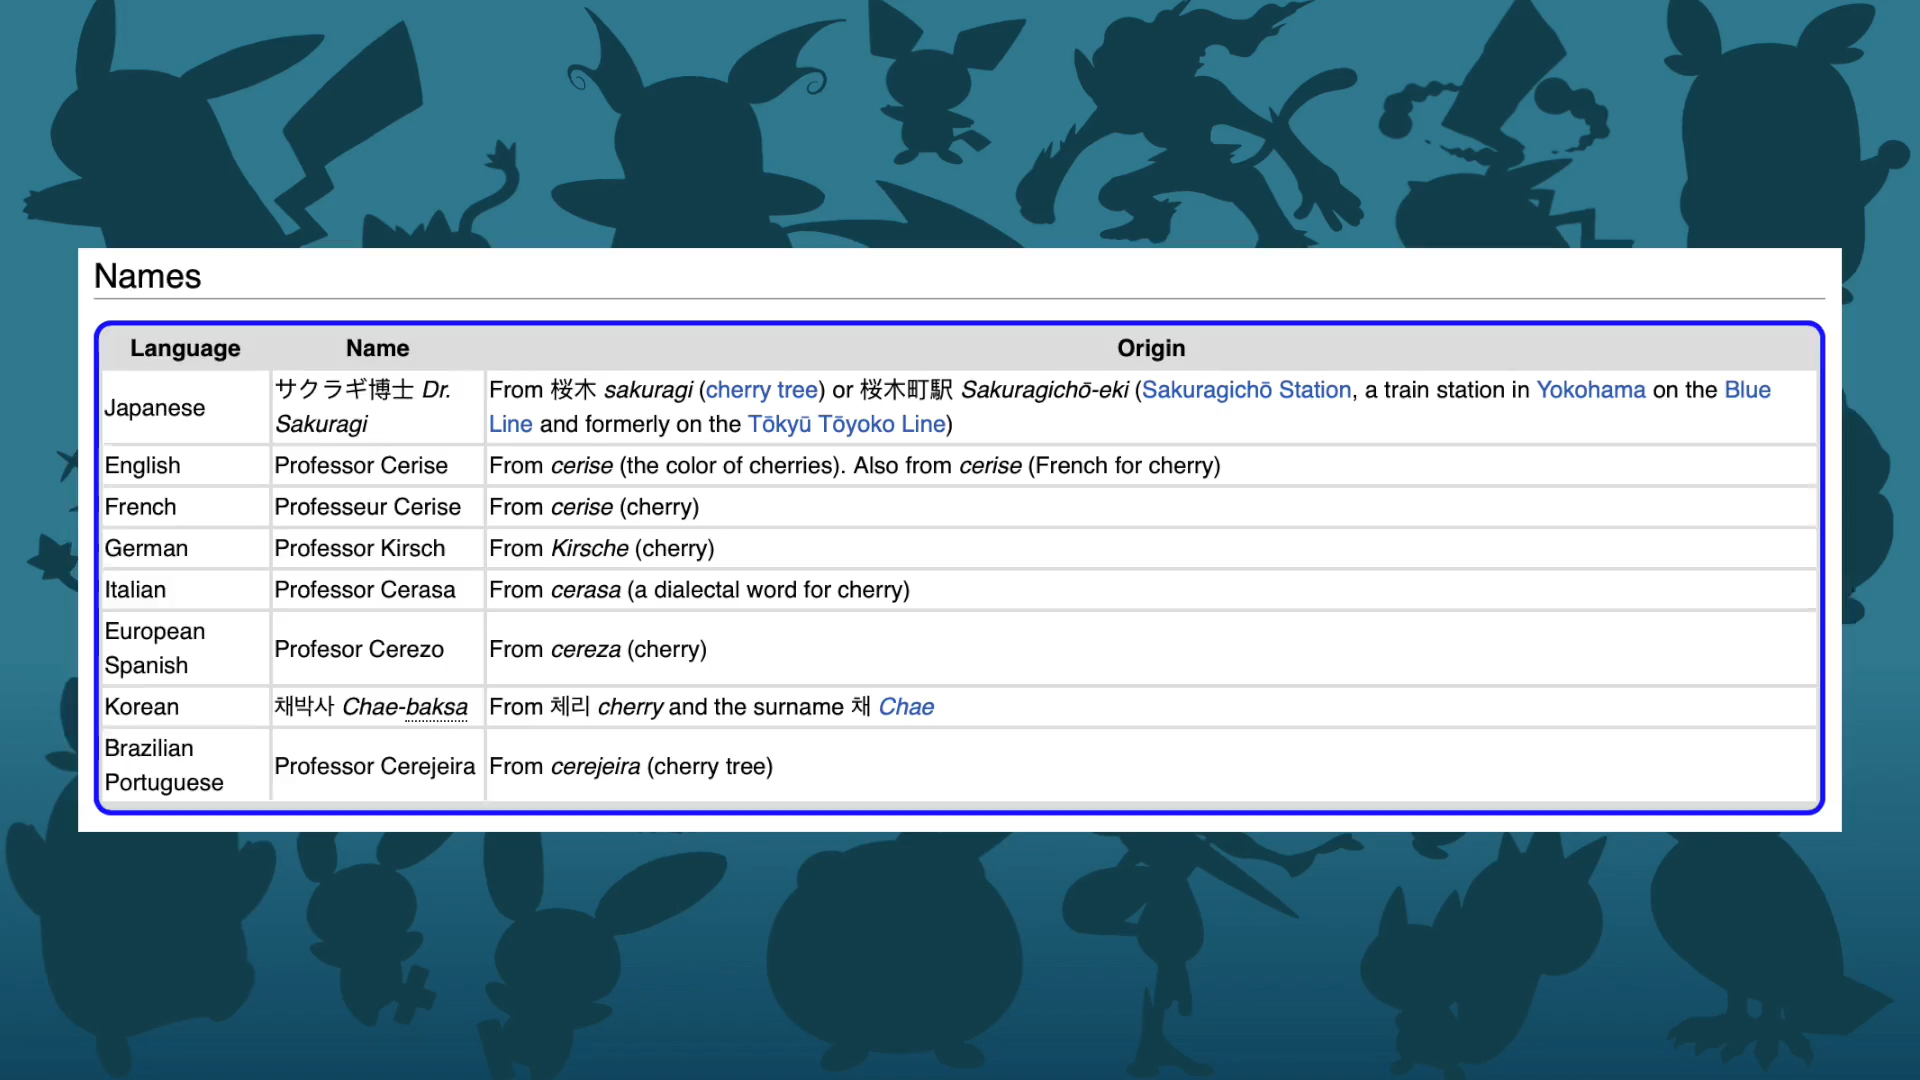 Names
Language Name Origin
Japanese サクラギ博士 Dr. Sakuragi From 桜木 sakuragi (cherry tree) or 桜木町駅 Sakuragichō-eki (Sakuragichō Station, a train station in Yokohama on the Blue Line and formerly on the Tōkyū Tōyoko Line)
English Professor Cerise From cerise (the color of cherries). Also from cerise (French for cherry)
French Professeur Cerise From cerise (cherry)
German Professor Kirsch From Kirsche (cherry)
Italian Professor Cerasa From cerasa (a dialectal word for cherry)
European Spanish Profesor Cerezo From cereza (cherry)
Korean 채박사 Chae-baksa From 체리 cherry and the surname 채 Chae
Brazilian Portuguese Professor Cerejeira From cerejeira (cherry tree)